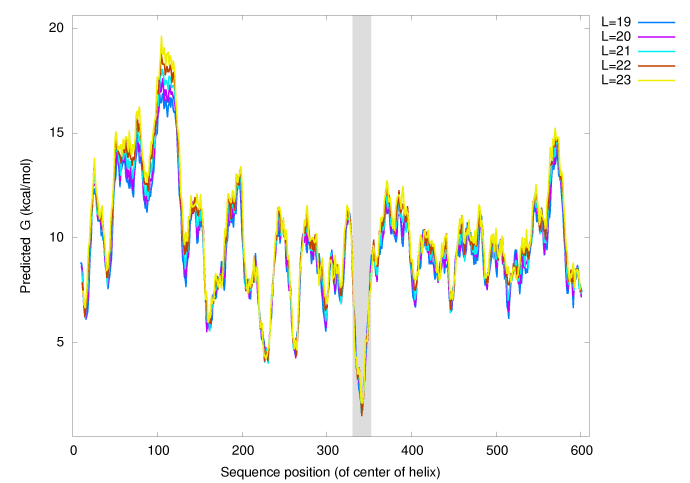 L=19
L=20
L=21
L=22
L=23
20
15
10
5
Predicted G (kcal/mol)
0
100
200
300
400
500
600
Sequence position (of center of helix)